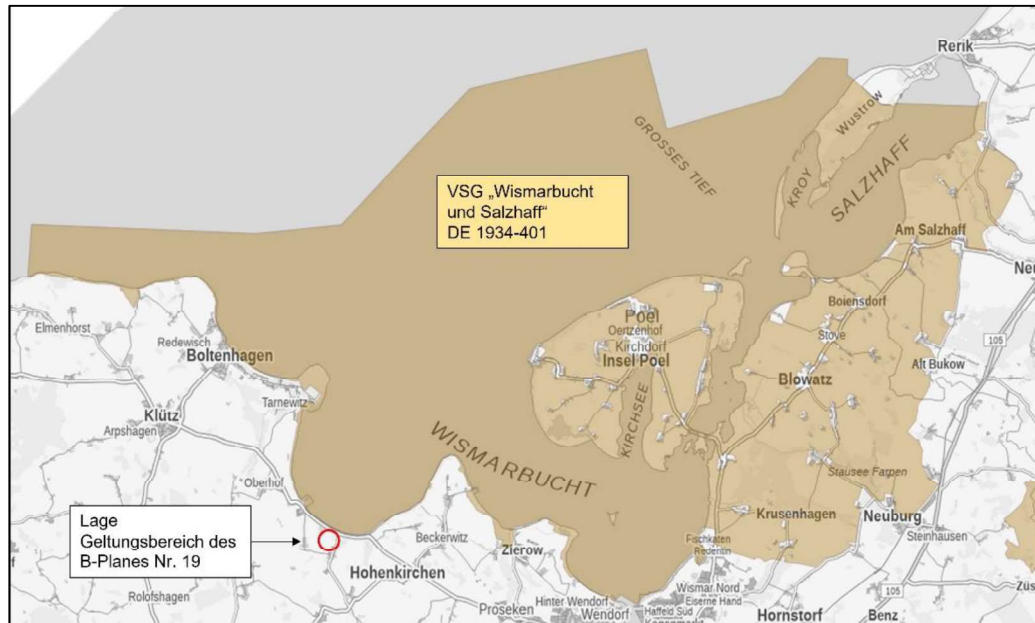 Rerik
Wustrow
GROSSES TIEF
KROY
SALZHAFF
VSG „Wismarbucht
und Salzhaff“
DE 1934-401
Am Salzhaff
Boiensdorf
Stove
Poel
Oertzenhof
Kirchdorf
Insel Poel
KIRCHSEE
Elmenhorst
Redewisch
Boltenhagen
Tarnewitz
Klütz
Arpshagen
105
Alt Bukow
Blowatz
Stausee Farpen
WISMARBUCHT
Oberhof
Lage
Geltungsbereich des
B-Planes Nr. 19
Krusenhagen
Neuburg
Steinhausen
Fischkaten
Redentin
Beckerwitz
Zierow
Hohenkirchen
Rolofshagen
Wismar Nord
Eiserne Hand
Hinter Wendorf
Haffeld Süd
Proseken
Wendorf
Hornstorf
Benz
105